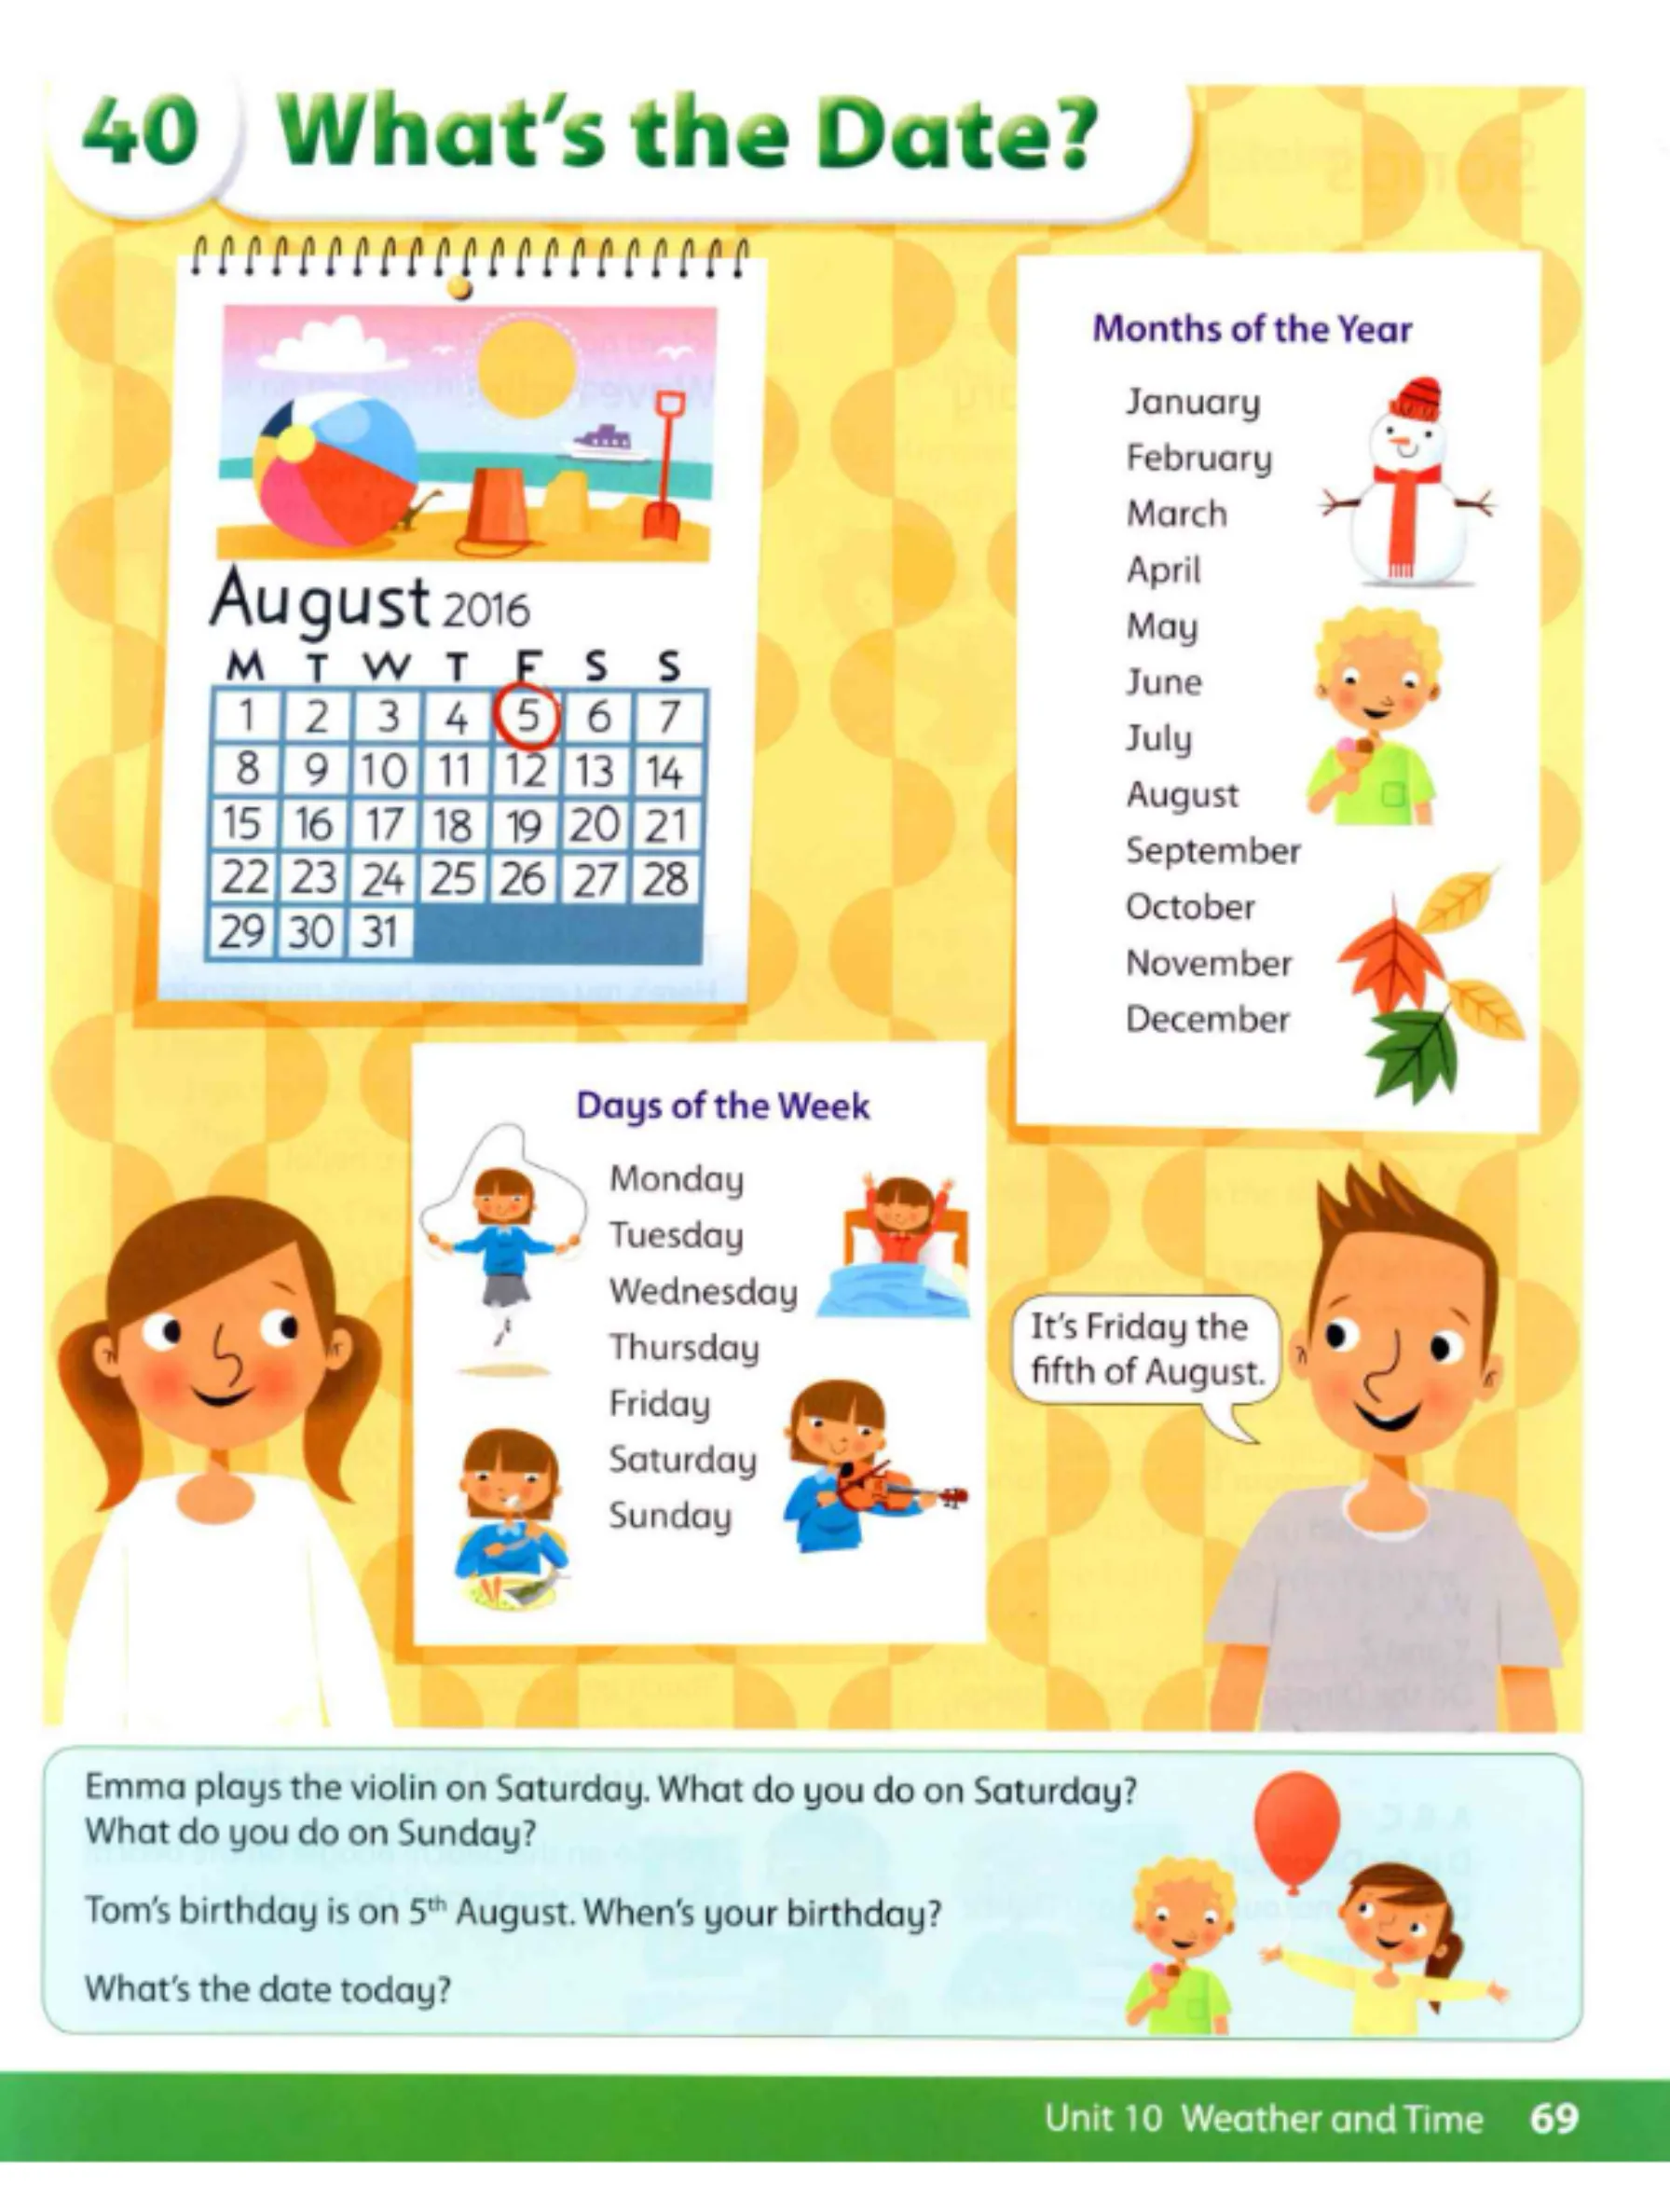 40 What's the Date?
August 2016
M T W T F S S
1 2 3 4 5 6 7
8 9 10 11 12 13 14
15 16 17 18 19 20 21
22 23 24 25 26 27 28
29 30 31
Months of the Year
January
February
March
April
May
June
July
August
September
October
November
December
Days of the Week
Monday
Tuesday
Wednesday
Thursday
Friday
Saturday
Sunday
It's Friday the
fifth of August.
Emma plays the violin on Saturday. What do you do on Saturday?
What do you do on Sunday?
Tom's birthday is on 5th August. When's your birthday?
What's the date today?
Unit 10 Weather and Time 69